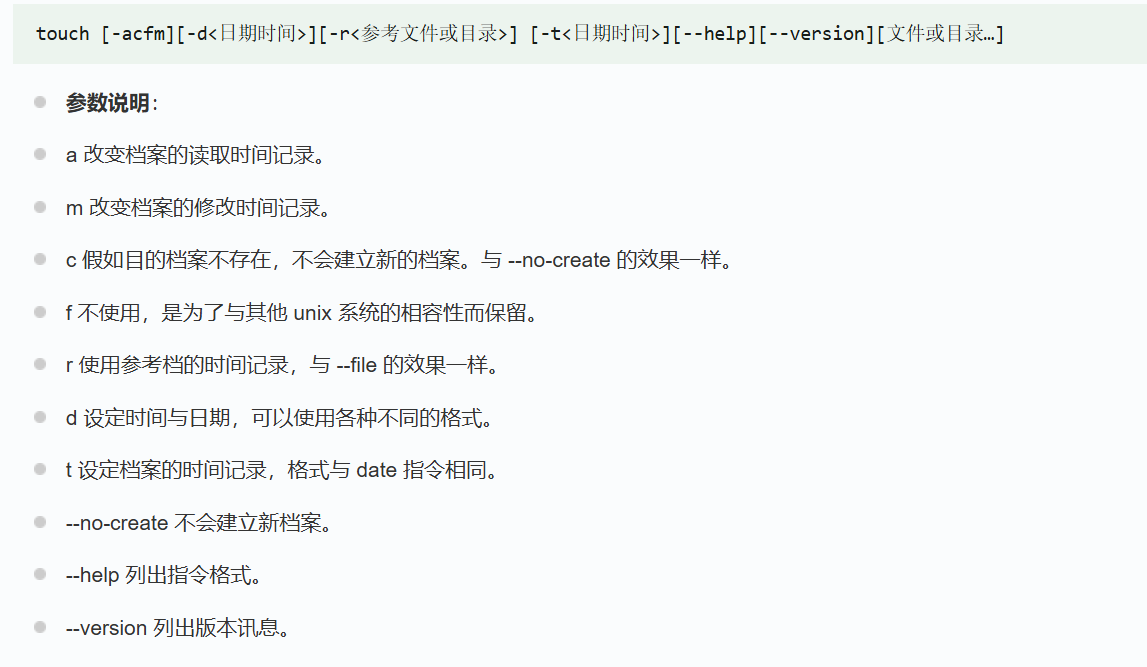 touch [-acfm][-d<日期时间>][-r<参考文件或目录>] [-t<日期时间>][--help][--version][文件或目录…]
参数说明：
a 改变档案的读取时间记录。
m 改变档案的修改时间记录。
c 假如目的档案不存在，不会建立新的档案。与 --no-create 的效果一样。
f 不使用，是为了与其他 unix 系统的相容性而保留。
r 使用参考档的时间记录，与 --file 的效果一样。
d 设定时间与日期，可以使用各种不同的格式。
t 设定档案的时间记录，格式与 date 指令相同。
--no-create 不会建立新档案。
--help 列出指令格式。
--version 列出版本讯息。